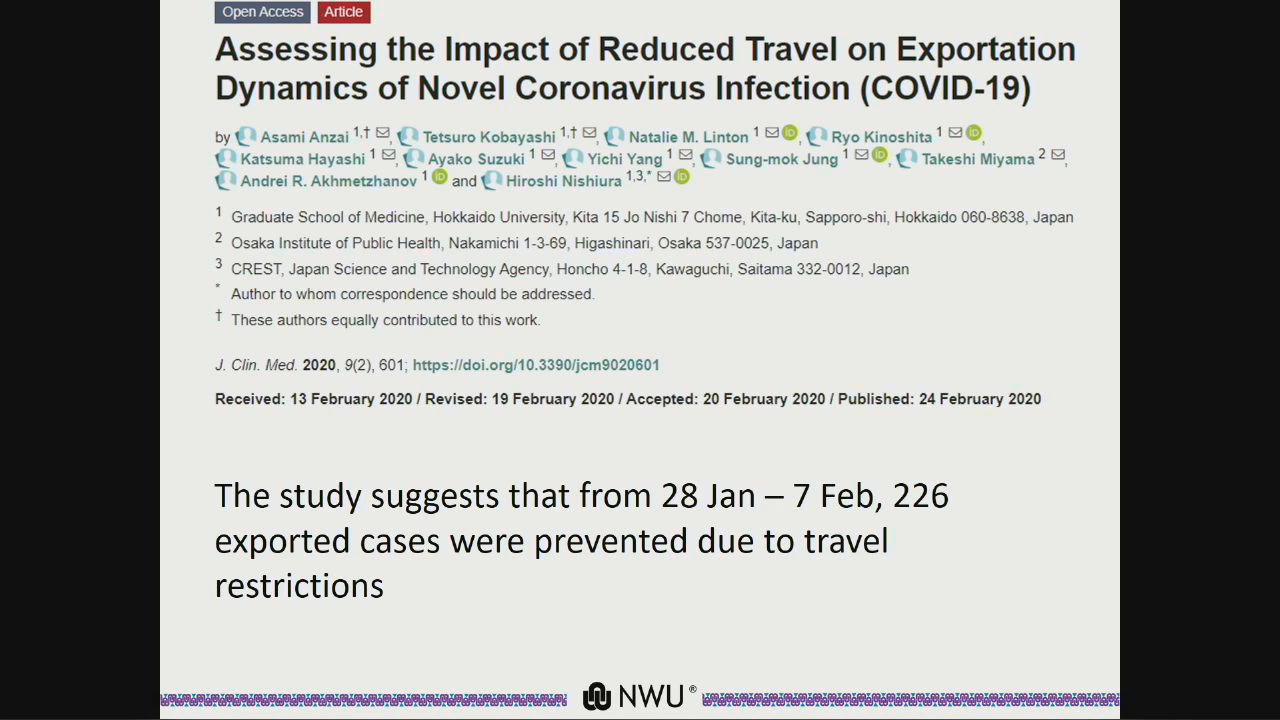 Open Access Article
Assessing the Impact of Reduced Travel on Exportation
Dynamics of Novel Coronavirus Infection (COVID-19)
by Asami Anzai 1,†, Tetsuro Kobayashi 1,†, Natalie M. Linton 1, Ryo Kinoshita 1,
Katsuma Hayashi 1, Ayako Suzuki 1, Yichi Yang 1, Sung-mok Jung 1, Takeshi Miyama 2,
Andrei R. Akhmetzhanov 1 and Hiroshi Nishiura 1,3,*
1 Graduate School of Medicine, Hokkaido University, Kita 15 Jo Nishi 7 Chome, Kita-ku, Sapporo-shi, Hokkaido 060-8638, Japan
2 Osaka Institute of Public Health, Nakamichi 1-3-69, Higashinari, Osaka 537-0025, Japan
3 CREST, Japan Science and Technology Agency, Honcho 4-1-8, Kawaguchi, Saitama 332-0012, Japan
* Author to whom correspondence should be addressed.
† These authors equally contributed to this work.
J. Clin. Med. 2020, 9(2), 601; https://doi.org/10.3390/jcm9020601
Received: 13 February 2020 / Revised: 19 February 2020 / Accepted: 20 February 2020 / Published: 24 February 2020
The study suggests that from 28 Jan – 7 Feb, 226
exported cases were prevented due to travel
restrictions
NWU®